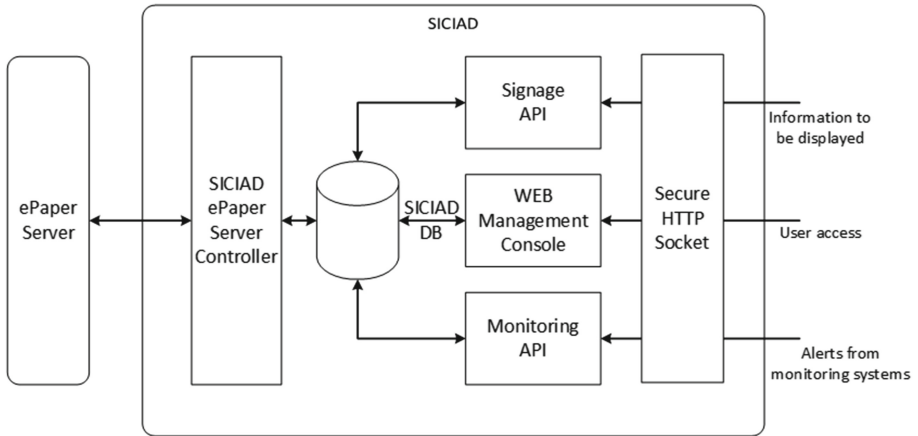 SICIAD
ePaper
Server
SICIAD
ePaper
Server
Controller
SICIAD
DB
Signage
API
WEB
Management
Console
Monitoring
API
Secure
HTTP
Socket
Information to
be displayed
User access
Alerts from
monitoring systems